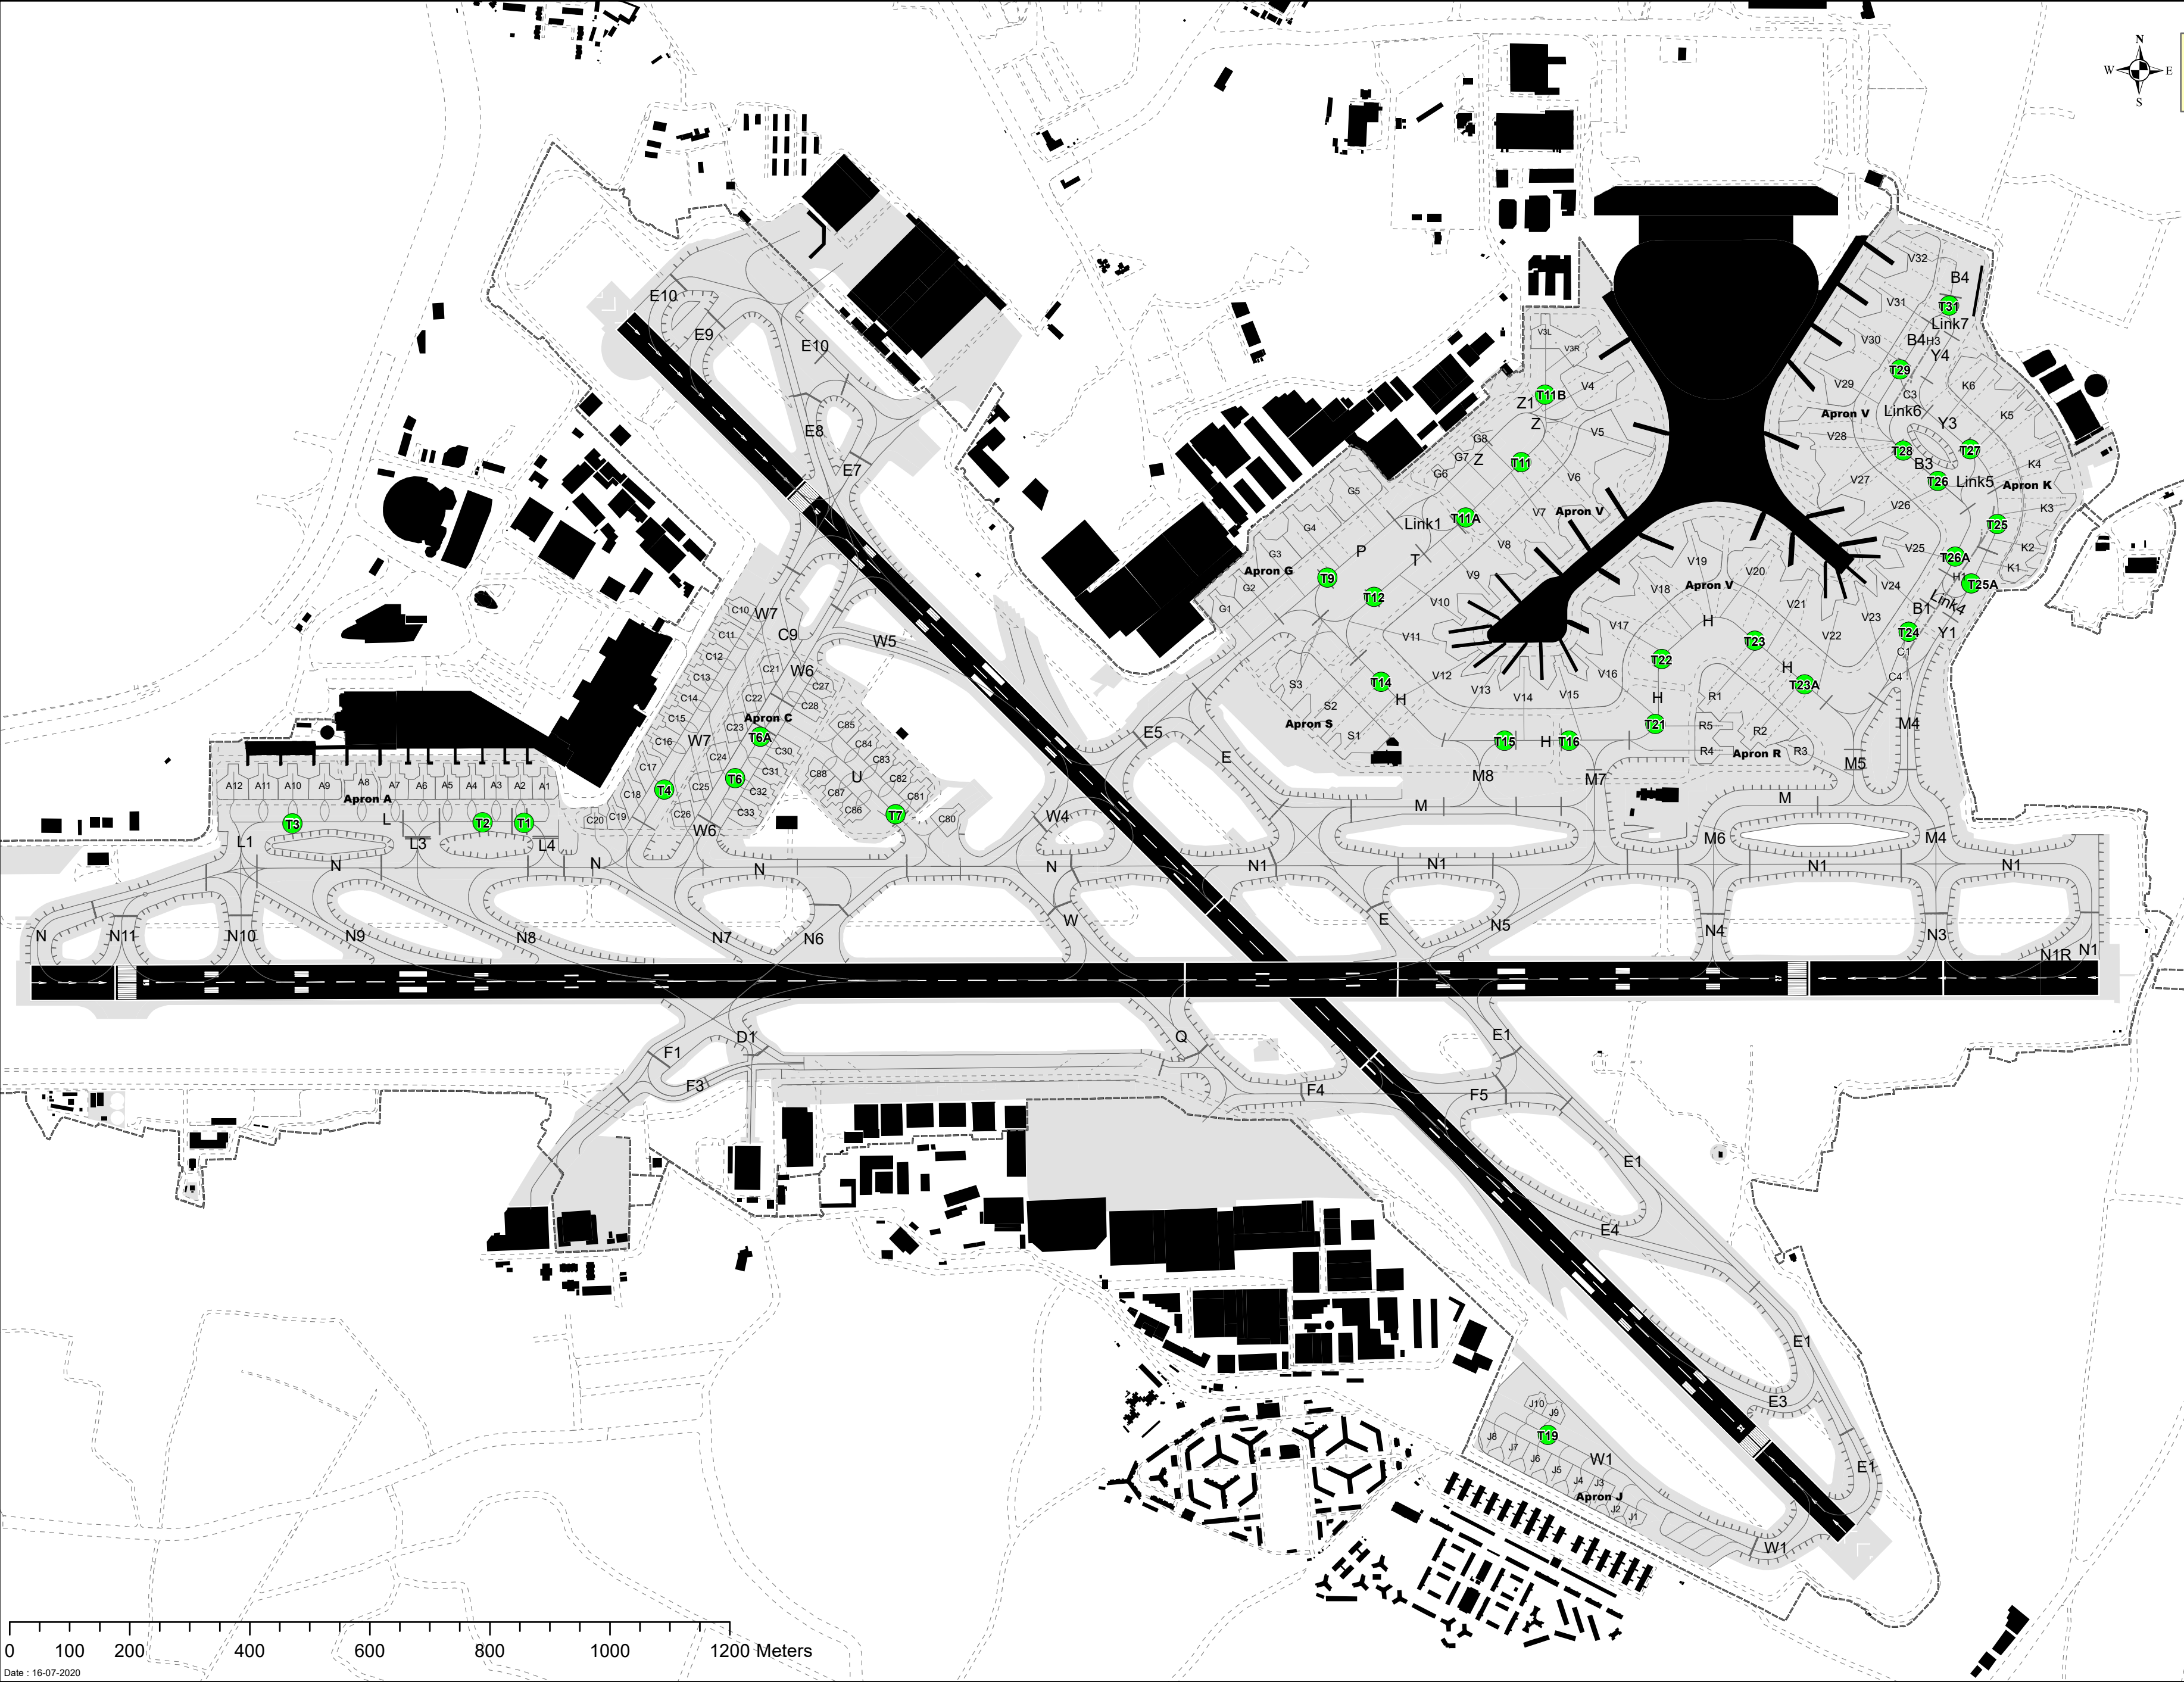 N
W E
S
V32
B4
E10
V31
T31
Link7
E9
E10
V3L
V3R
V30
B4 H3
Y4
T29
V4
V29
K6
T11B
C3
Z1
Apron V
Link6
K5
Z
Y3
E8
V5
V28
G8
T28
T27
G7
Z
T11
B3
K4
E7
G6
V6
V27
T26
Link5
Apron K
G5
V26
K3
V7
Apron V
Link1
T11A
T25
G4
V8
V25
K2
G3
P
T
V19
V20
T26A
Apron G
V9
K1
T9
H1
T25A
G2
V18
Apron V
V24
T12
V10
V21
Link4
G1
B1
C10
W7
V23
H
V17
T24
Y1
C11
C9
V11
V22
W5
T23
C12
T22
C1
C21
W6
H
C13
V12
V16
C4
C27
S3
T14
T23A
C22
V13
V15
R1
C14
H
V14
H
C28
S2
C15
Apron C
Apron S
T21
M4
C85
R5
R2
C23
E5
S1
C16
W7
T6A
C84
T15
H
T16
R4
Apron R
R3
C24
C30
C83
E
C17
C31
M5
T6
C88
U
C82
M8
M7
A12 A11 A10 A9 A8 A7 A6 A5 A4 A3 A2 A1
C18
T4
C25
C32
C87
C81
Apron A
C86
M
M
C26
C33
T7
C80
W4
C20 C19
T3
L
T2
T1
W6
L1
L3
L4
M6
M4
N
N
N
N
N1
N1
N1
N1
W
E
N5
N4
N3
N
N11
N10
N9
N8
N7
N6
N1R
N1
D1
Q
E1
F1
F3
F4
F5
E1
E4
E1
E3
J10
J9
J8
T19
J7
J6
W1
J5
J4
J3
E1
Apron J
J2
J1
W1
0 100 200 400 600 800 1000 1200 Meters
Date : 16-07-2020